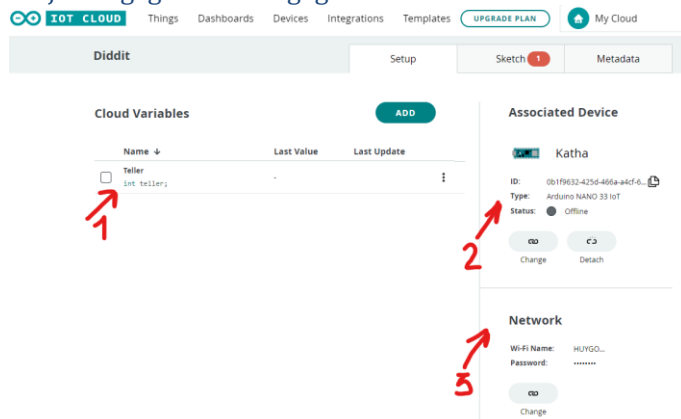 IOT CLOUD Things Dashboards Devices Integrations Templates UPGRADE PLAN My Cloud
Diddit Setup Sketch 1 Metadata
Cloud Variables ADD
Name ↓ Last Value Last Update
Teller
int teller; -
1
Associated Device
Katha
ID: 0b1f9632-425d-466a-a4cf-6...
Type: Arduino NANO 33 IoT
Status: Offline
2
Change Detach
Network
Wi-Fi Name: HUYGO...
Password: ••••••••
3
Change